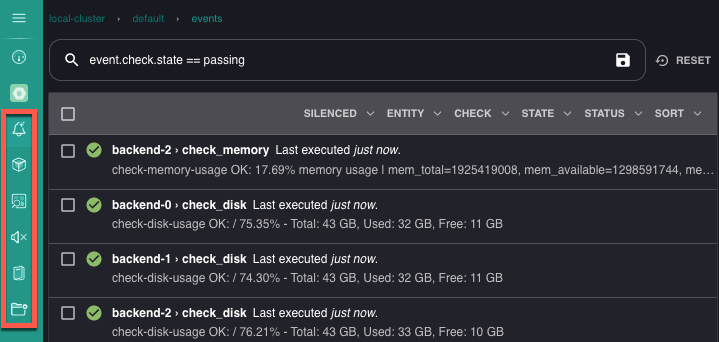 local-cluster › default › events
event.check.state == passing
RESET
SILENCED ENTITY CHECK STATE STATUS SORT
backend-2 › check_memory Last executed just now.
check-memory-usage OK: 17.69% memory usage | mem_total=1925419008, mem_available=1298591744, me...
backend-0 › check_disk Last executed just now.
check-disk-usage OK: / 75.35% - Total: 43 GB, Used: 32 GB, Free: 11 GB
backend-1 › check_disk Last executed just now.
check-disk-usage OK: / 74.30% - Total: 43 GB, Used: 32 GB, Free: 11 GB
backend-2 › check_disk Last executed just now.
check-disk-usage OK: / 76.21% - Total: 43 GB, Used: 33 GB, Free: 10 GB